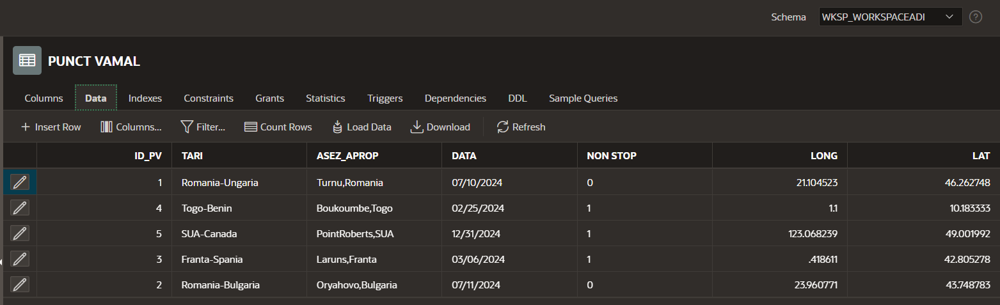 Schema WKSP_WORKSPACEADI ?
PUNCT VAMAL
Columns Data Indexes Constraints Grants Statistics Triggers Dependencies DDL Sample Queries
+ Insert Row Columns... Filter... Count Rows Load Data Download Refresh
ID_PV TARI ASEZ_APROP DATA NON STOP LONG LAT
1 Romania-Ungaria Turnu,Romania 07/10/2024 0 21.104523 46.262748
4 Togo-Benin Boukoumbe,Togo 02/25/2024 1 1.1 10.183333
5 SUA-Canada PointRoberts,SUA 12/31/2024 1 123.068239 49.001992
3 Franta-Spania Laruns,Franta 03/06/2024 1 .418611 42.805278
2 Romania-Bulgaria Oryahovo,Bulgaria 07/11/2024 0 23.960771 43.748783